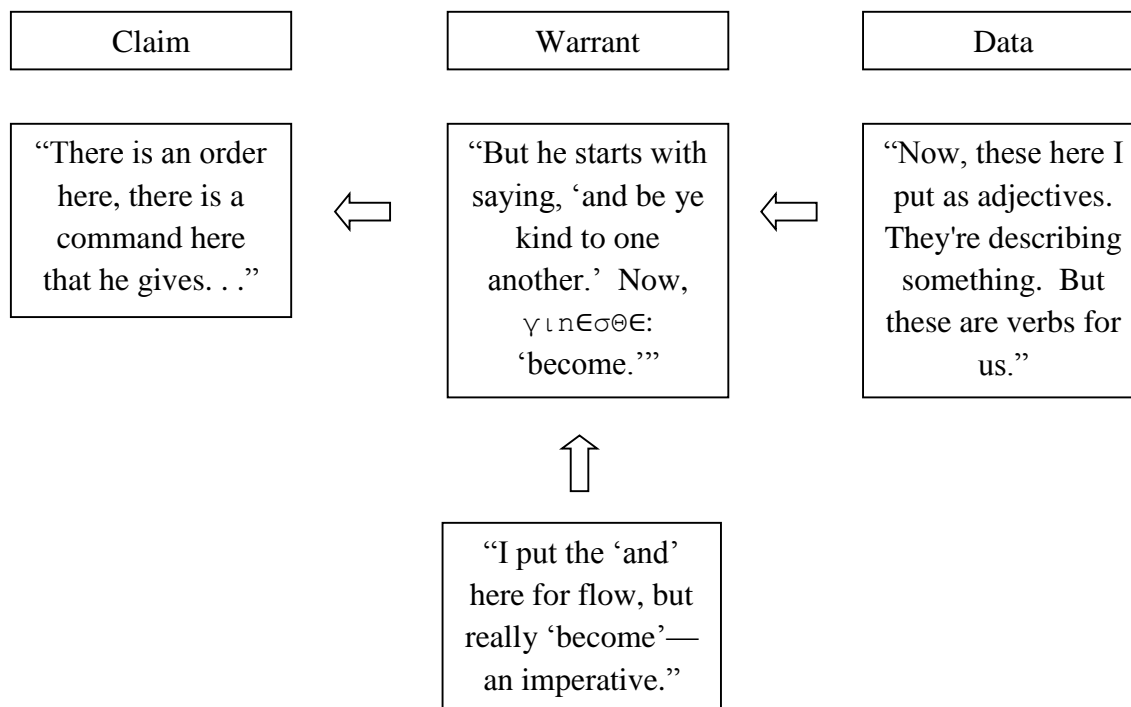 Claim
Warrant
Data
“There is an order
here, there is a
command here
that he gives. . .”
“But he starts with
saying, ‘and be ye
kind to one
another.’ Now,
γιnϵσθϵ:
‘become.’”
“Now, these here I
put as adjectives.
They're describing
something. But
these are verbs for
us.”
“I put the ‘and’
here for flow, but
really ‘become’—
an imperative.”